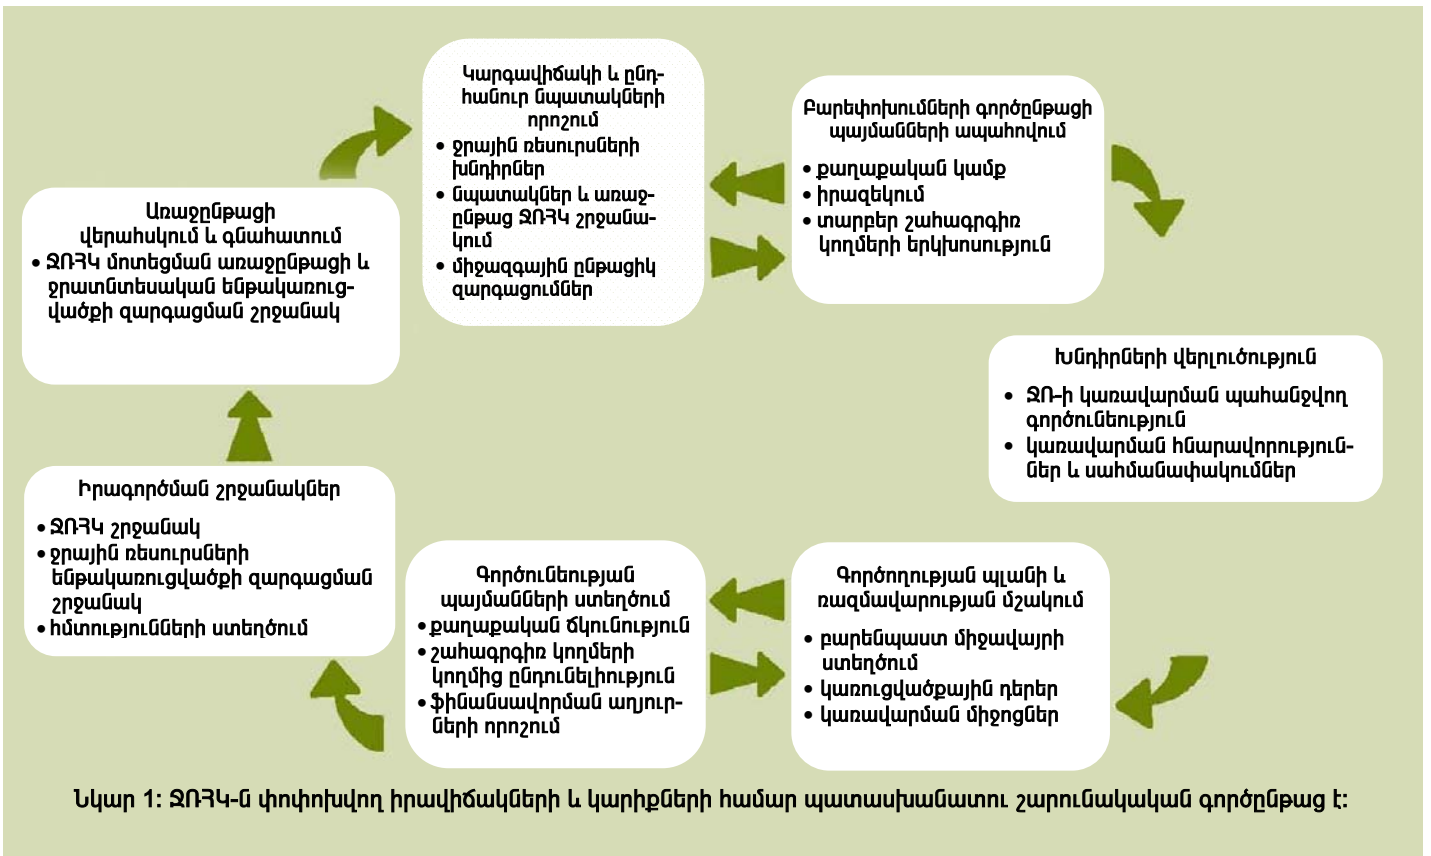 Կարգավիճակի և ընդ-
հանուր նպատակների
որոշում
• ջրային ռեսուրսների
խնդիրներ
• նպատակներ և առաջ-
ընթաց ՋՌՀԿ շրջանա-
կում
• միջազգային ընթացիկ
զարգացումներ
Բարեփոխումների գործընթացի
պայմանների ապահովում
• քաղաքական կամք
• իրազեկում
• տարբեր շահագրգիռ
կողմերի երկխոսություն
Խնդիրների վերլուծություն
• ՋՌ-ի կառավարման պահանջվող
գործունեություն
• կառավարման հնարավորություն-
ներ և սահմանափակումներ
Գործողության պլանի և
ռազմավարության մշակում
• բարենպաստ միջավայրի
ստեղծում
• կառուցվածքային դերեր
• կառավարման միջոցներ
Գործունեության
պայմանների ստեղծում
• քաղաքական ճկունություն
• շահագրգիռ կողմերի
կողմից ընդունելիություն
• ֆինանսավորման աղյուր-
ների որոշում
Իրագործման շրջանակներ
• ՋՌՀԿ շրջանակ
• ջրային ռեսուրսների
ենթակառուցվածքի զարգացման
շրջանակ
• հմտությունների ստեղծում
Առաջընթացի
վերահսկում և գնահատում
• ՋՌՀԿ մոտեցման առաջընթացի և
ջրատնտեսական ենթակառուց-
վածքի զարգացման շրջանակ
Նկար 1: ՋՌՀԿ-ն փոփոխվող իրավիճակների և կարիքների համար պատասխանատու շարունակական գործընթաց է: